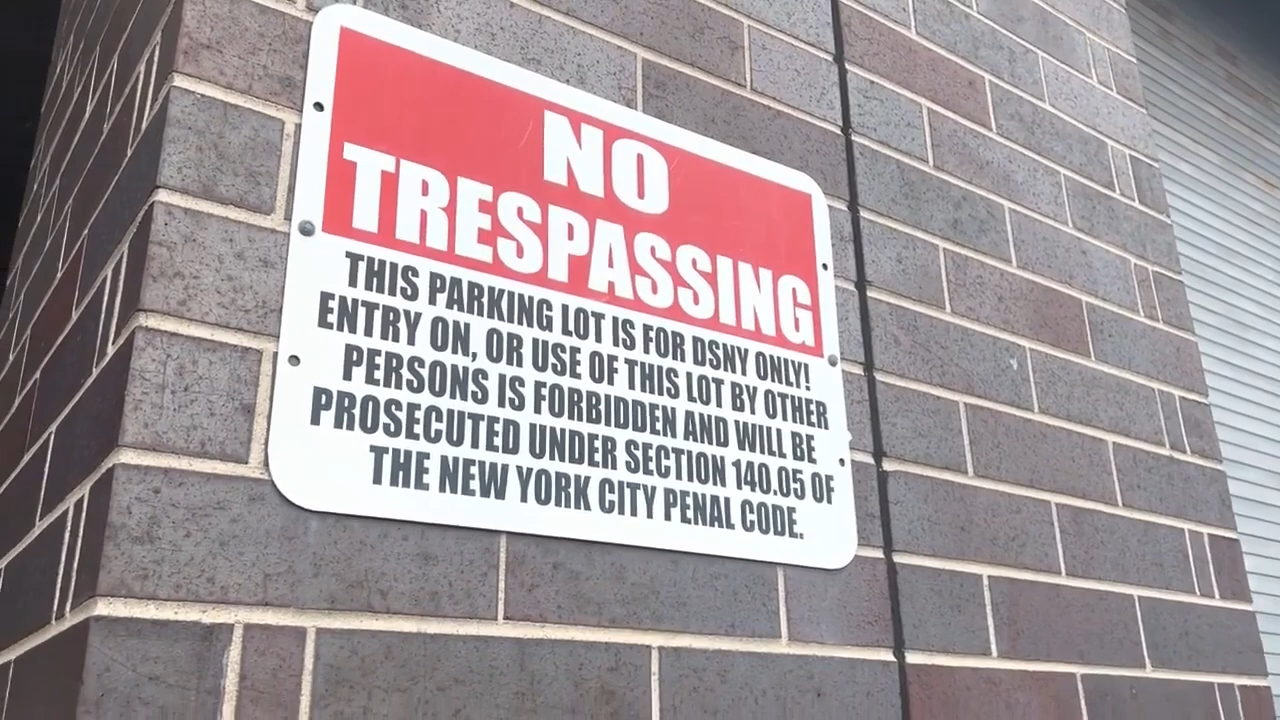 NO
TRESPASSING
THIS PARKING LOT IS FOR DSNY ONLY!
ENTRY ON, OR USE OF THIS LOT BY OTHER
PERSONS IS FORBIDDEN AND WILL BE
PROSECUTED UNDER SECTION 140.05 OF
THE NEW YORK CITY PENAL CODE.